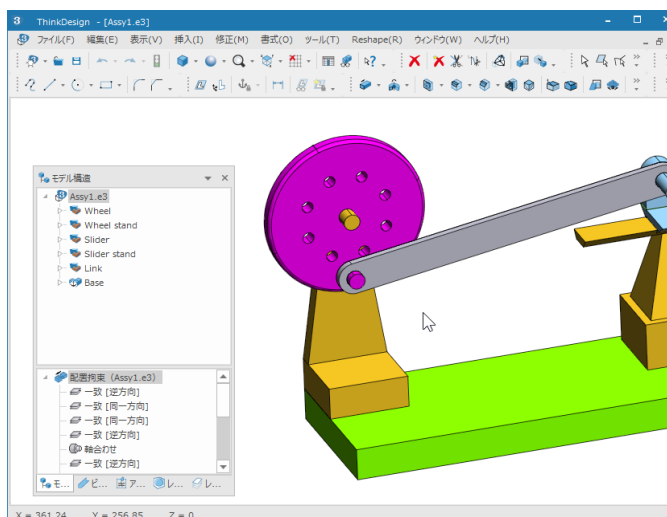 3 ThinkDesign - [Assy1.e3]
ファイル(F) 編集(E) 表示(V) 挿入(I) 修正(M) 書式(O) ツール(T) Reshape(R) ウィンドウ(W) ヘルプ(H)
モデル構造
Assy1.e3
Wheel
Wheel stand
Slider
Slider stand
Link
Base
配置拘束 (Assy1.e3)
一致 [逆方向]
一致 [同一方向]
一致 [同一方向]
一致 [逆方向]
軸合わせ
一致 [逆方向]
モ... ビ... ア... レ... レ...
X = 361.24 Y = 256.85 Z = 0